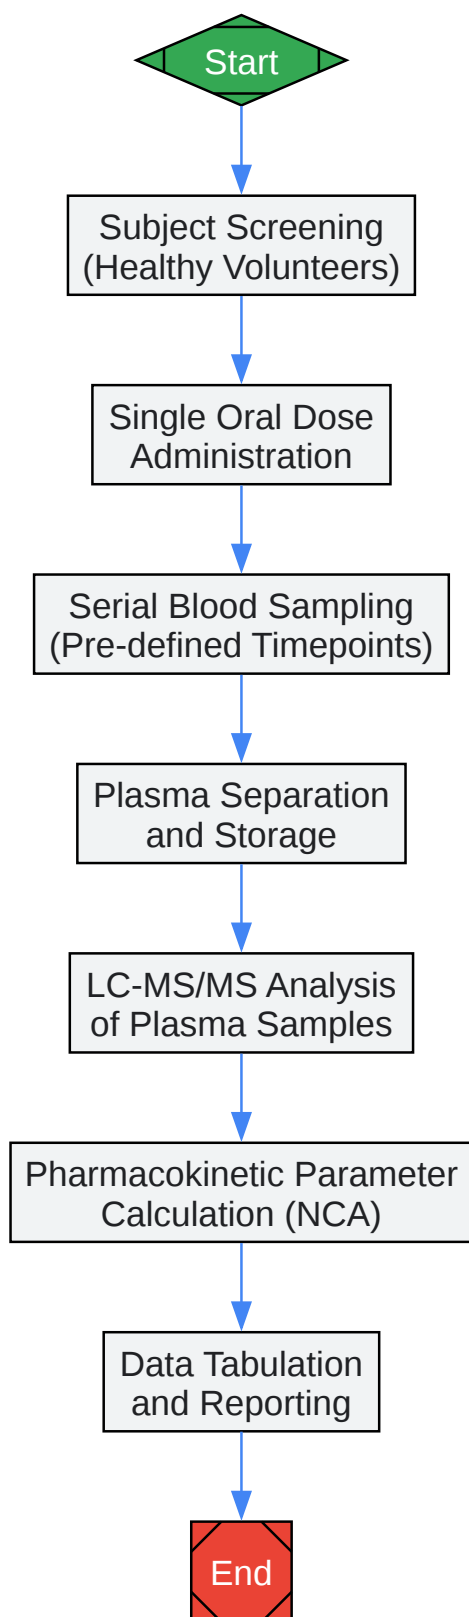 Start
Subject Screening
(Healthy Volunteers)
Single Oral Dose
Administration
Serial Blood Sampling
(Pre-defined Timepoints)
Plasma Separation
and Storage
LC-MS/MS Analysis
of Plasma Samples
Pharmacokinetic Parameter
Calculation (NCA)
Data Tabulation
and Reporting
End